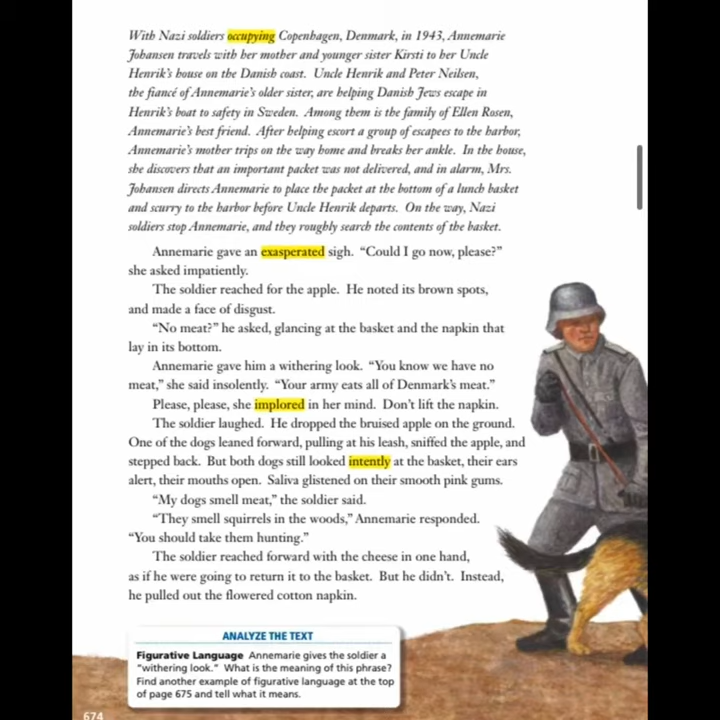 With Nazi soldiers occupying Copenhagen, Denmark, in 1943, Annemarie
Johansen travels with her mother and younger sister Kirsti to her Uncle
Henrik's house on the Danish coast. Uncle Henrik and Peter Neilsen,
the fiancé of Annemarie's older sister, are helping Danish Jews escape in
Henrik's boat to safety in Sweden. Among them is the family of Ellen Rosen,
Annemarie's best friend. After helping escort a group of escapees to the harbor,
Annemarie's mother trips on the way home and breaks her ankle. In the house,
she discovers that an important packet was not delivered, and in alarm, Mrs.
Johansen directs Annemarie to place the packet at the bottom of a lunch basket
and scurry to the harbor before Uncle Henrik departs. On the way, Nazi
soldiers stop Annemarie, and they roughly search the contents of the basket.
Annemarie gave an exasperated sigh. “Could I go now, please?”
she asked impatiently.
The soldier reached for the apple. He noted its brown spots,
and made a face of disgust.
“No meat?” he asked, glancing at the basket and the napkin that
lay in its bottom.
Annemarie gave him a withering look. “You know we have no
meat,” she said insolently. “Your army eats all of Denmark's meat.”
Please, please, she implored in her mind. Don't lift the napkin.
The soldier laughed. He dropped the bruised apple on the ground.
One of the dogs leaned forward, pulling at his leash, sniffed the apple, and
stepped back. But both dogs still looked intently at the basket, their ears
alert, their mouths open. Saliva glistened on their smooth pink gums.
“My dogs smell meat,” the soldier said.
“They smell squirrels in the woods,” Annemarie responded.
“You should take them hunting.”
The soldier reached forward with the cheese in one hand,
as if he were going to return it to the basket. But he didn't. Instead,
he pulled out the flowered cotton napkin.
ANALYZE THE TEXT
Figurative Language Annemarie gives the soldier a
“withering look.” What is the meaning of this phrase?
Find another example of figurative language at the top
of page 675 and tell what it means.
674